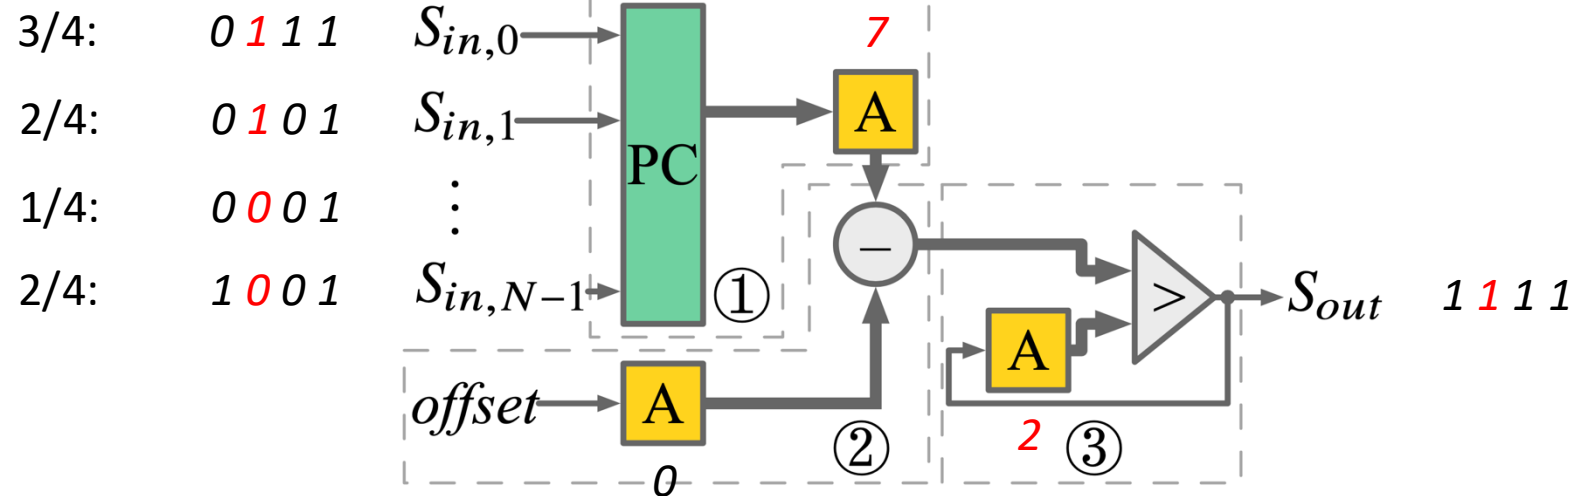 3/4: 0 1 1 1 S_in,0 7
A
2/4: 0 1 0 1 S_in,1
PC
1/4: 0 0 0 1 ⋮
−
2/4: 1 0 0 1 S_in,N−1 ① > S_out 1 1 1 1
A
offset A
2 ③
②
0